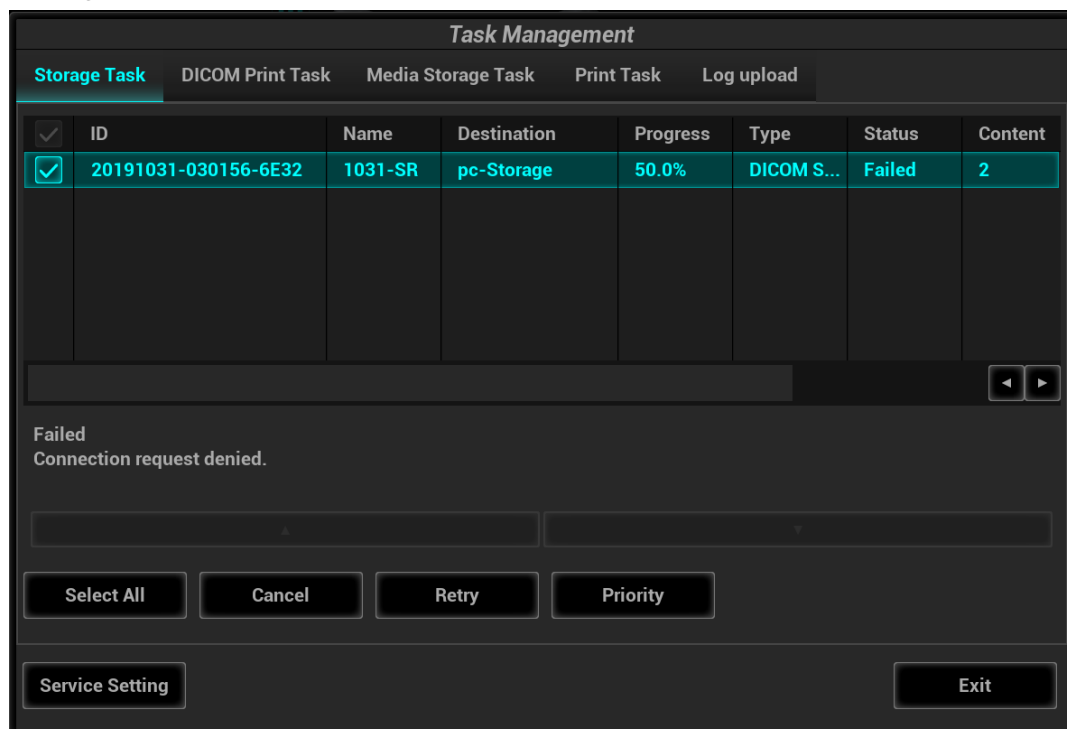 Task Management
Storage Task DICOM Print Task Media Storage Task Print Task Log upload
ID Name Destination Progress Type Status Content
20191031-030156-6E32 1031-SR pc-Storage 50.0% DICOM S... Failed 2
Failed
Connection request denied.
Select All Cancel Retry Priority
Service Setting Exit